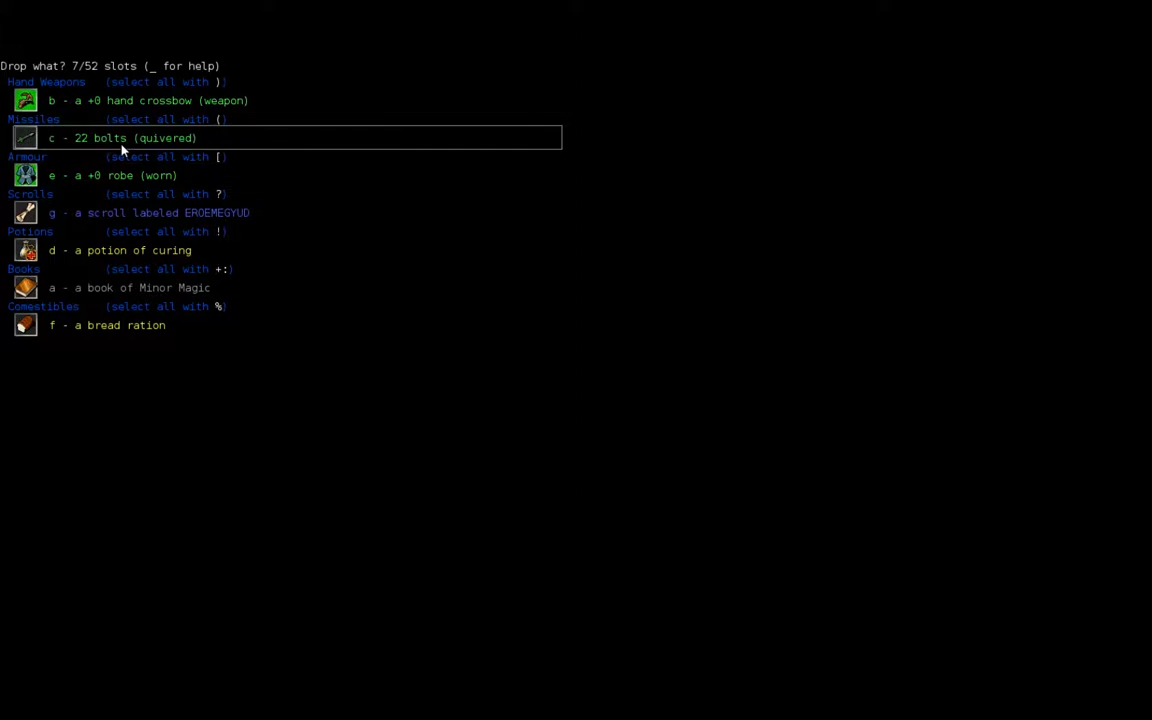 Drop what? 7/52 slots (_ for help)
Hand Weapons (select all with ))
b - a +0 hand crossbow (weapon)
Missiles (select all with ()
c - 22 bolts (quivered)
Armour (select all with [)
e - a +0 robe (worn)
Scrolls (select all with ?)
g - a scroll labeled EROEMEGYUD
Potions (select all with !)
d - a potion of curing
Books (select all with +:)
a - a book of Minor Magic
Comestibles (select all with %)
f - a bread ration